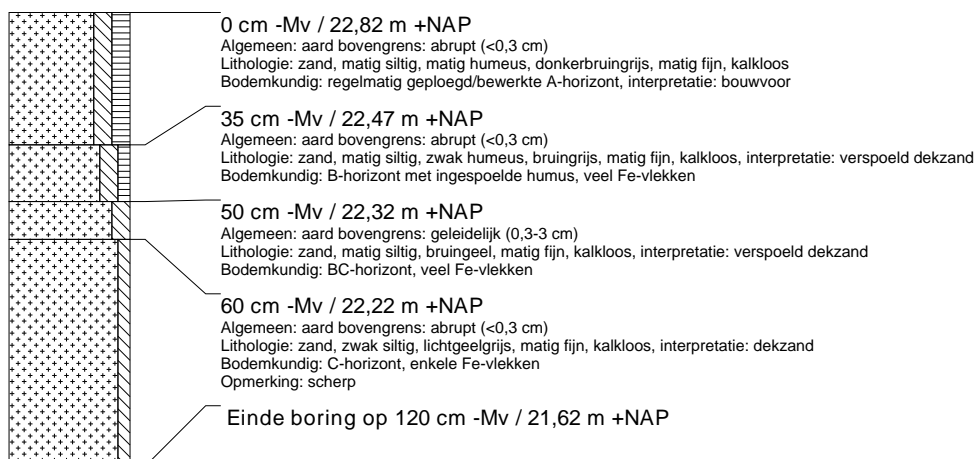 0 cm -Mv / 22,82 m +NAP
Algemeen: aard bovengrens: abrupt (<0,3 cm)
Lithologie: zand, matig siltig, matig humeus, donkerbruingrijs, matig fijn, kalkloos
Bodemkundig: regelmatig geploegd/bewerkte A-horizont, interpretatie: bouwvoor
35 cm -Mv / 22,47 m +NAP
Algemeen: aard bovengrens: abrupt (<0,3 cm)
Lithologie: zand, matig siltig, zwak humeus, bruingrijs, matig fijn, kalkloos, interpretatie: verspoeld dekzand
Bodemkundig: B-horizont met ingespoelde humus, veel Fe-vlekken
50 cm -Mv / 22,32 m +NAP
Algemeen: aard bovengrens: geleidelijk (0,3-3 cm)
Lithologie: zand, matig siltig, bruingeel, matig fijn, kalkloos, interpretatie: verspoeld dekzand
Bodemkundig: BC-horizont, veel Fe-vlekken
60 cm -Mv / 22,22 m +NAP
Algemeen: aard bovengrens: abrupt (<0,3 cm)
Lithologie: zand, zwak siltig, lichtgeelgrijs, matig fijn, kalkloos, interpretatie: dekzand
Bodemkundig: C-horizont, enkele Fe-vlekken
Opmerking: scherp
Einde boring op 120 cm -Mv / 21,62 m +NAP